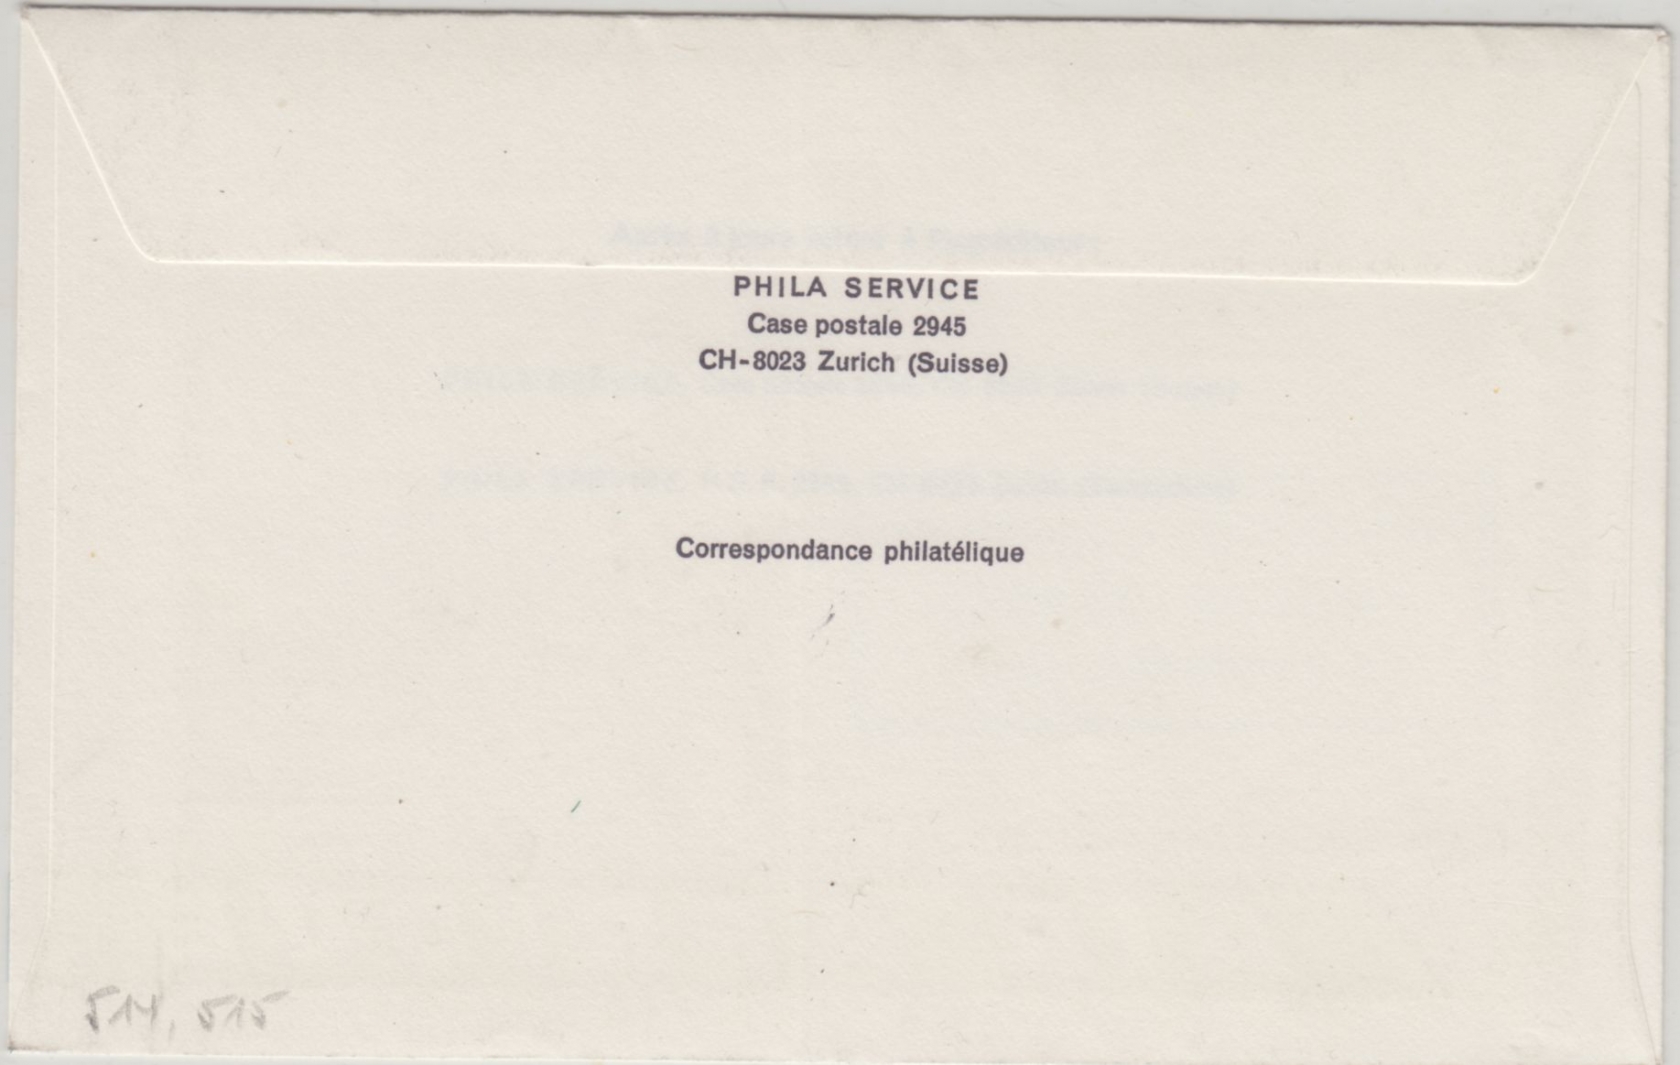 PHILA SERVICE
Case postale 2945
CH-8023 Zurich (Suisse)
Correspondance philatélique
514, 515